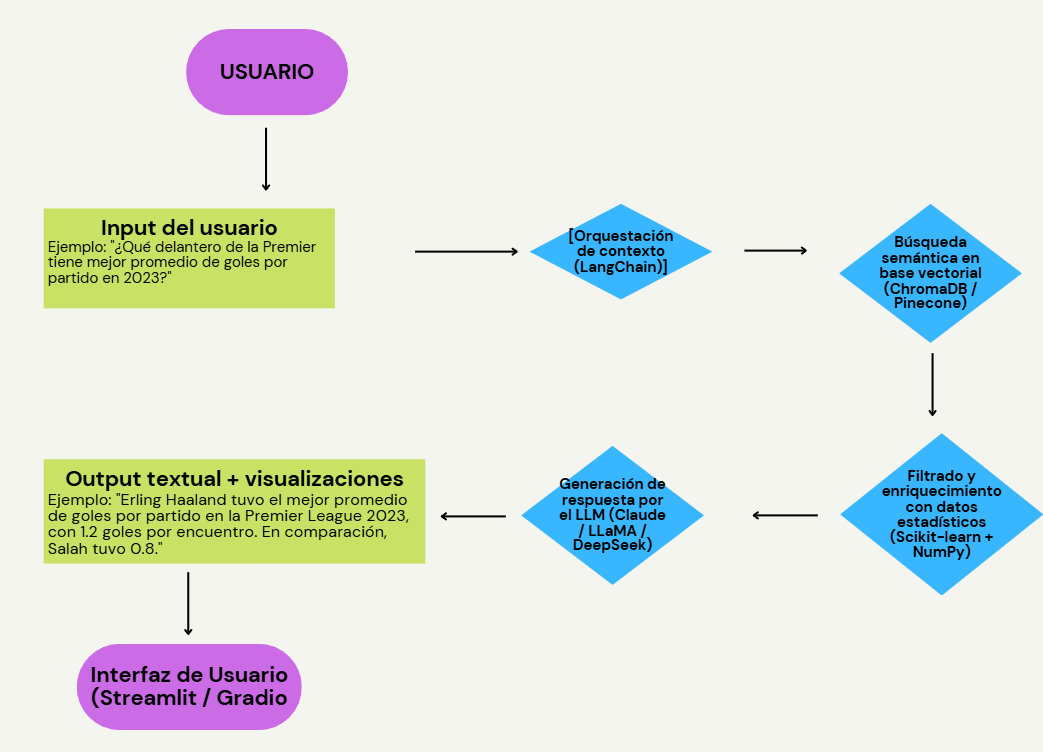 USUARIO
Input del usuario
Ejemplo: "¿Qué delantero de la Premier
tiene mejor promedio de goles por
partido en 2023?"
[Orquestación
de contexto
(LangChain)]
Búsqueda
semántica en
base vectorial
(ChromaDB /
Pinecone)
Filtrado y
enriquecimiento
con datos
estadísticos
(Scikit-learn +
NumPy)
Generación de
respuesta por
el LLM (Claude
/ LLaMA /
DeepSeek)
Output textual + visualizaciones
Ejemplo: "Erling Haaland tuvo el mejor promedio
de goles por partido en la Premier League 2023,
con 1.2 goles por encuentro. En comparación,
Salah tuvo 0.8."
Interfaz de Usuario
(Streamlit / Gradio